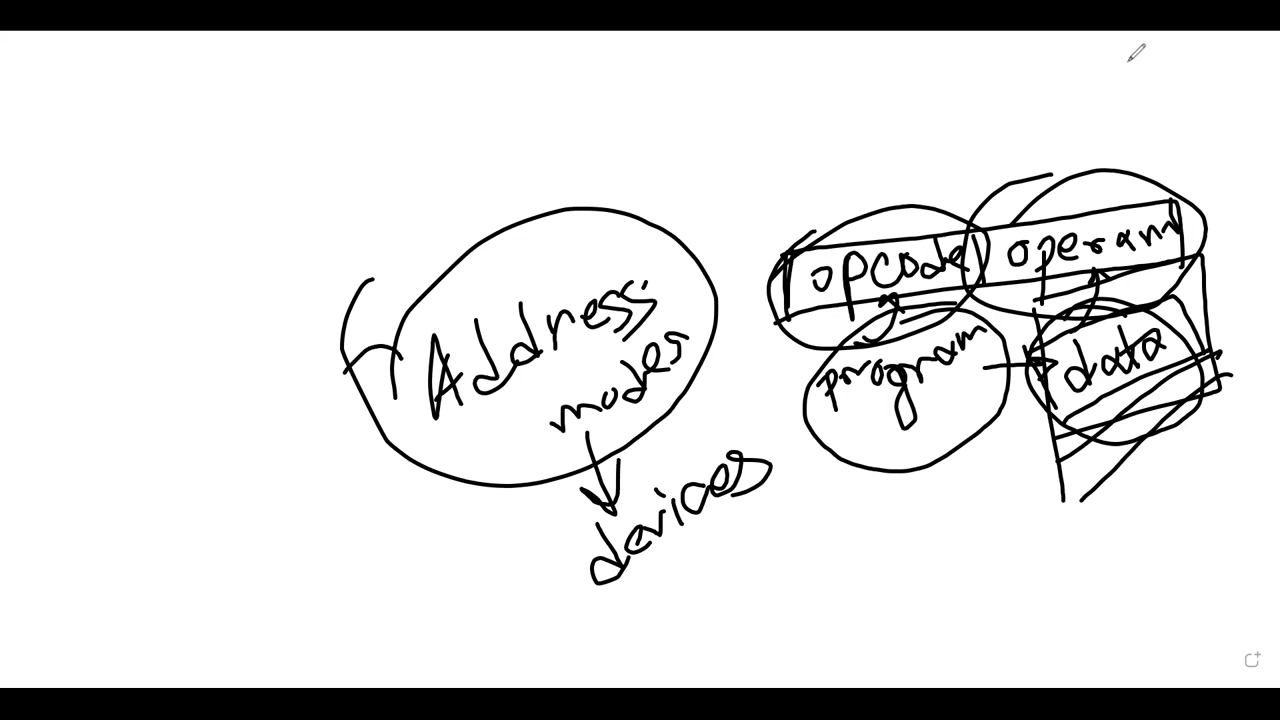 Address
modes
devices
opcode operand
program data